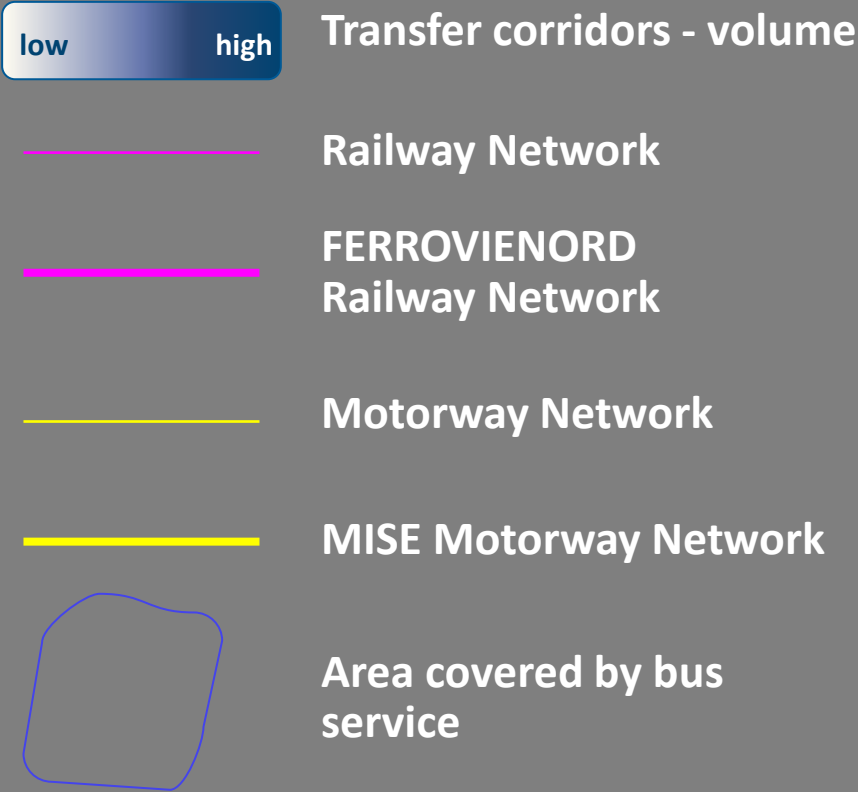 low high
Transfer corridors - volume
Railway Network
FERROVIENORD
Railway Network
Motorway Network
MISE Motorway Network
Area covered by bus
service